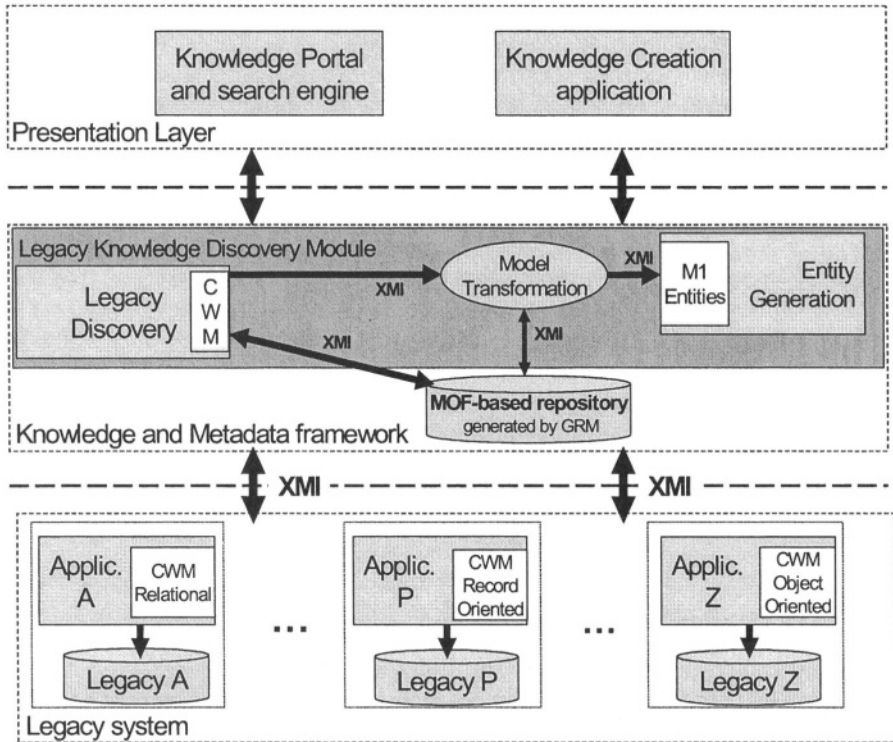 Knowledge Portal
and search engine
Knowledge Creation
application
Presentation Layer
Legacy Knowledge Discovery Module
Legacy
Discovery
C
W
M
XMI
Model
Transformation
XMI
M1
Entities
Entity
Generation
XMI
XMI
MOF-based repository
generated by GRM
Knowledge and Metadata framework
XMI
XMI
Applic.
A
CWM
Relational
Legacy A
...
Applic.
P
CWM
Record
Oriented
Legacy P
...
Applic.
Z
CWM
Object
Oriented
Legacy Z
Legacy system